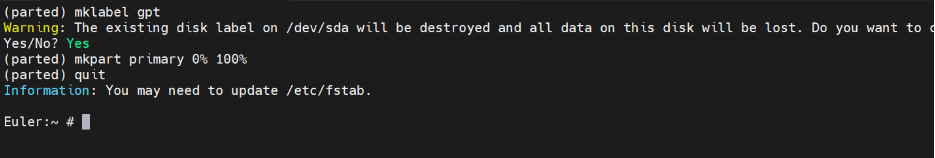 (parted) mklabel gpt
Warning: The existing disk label on /dev/sda will be destroyed and all data on this disk will be lost. Do you want to
Yes/No? Yes
(parted) mkpart primary 0% 100%
(parted) quit
Information: You may need to update /etc/fstab.
Euler:~ #